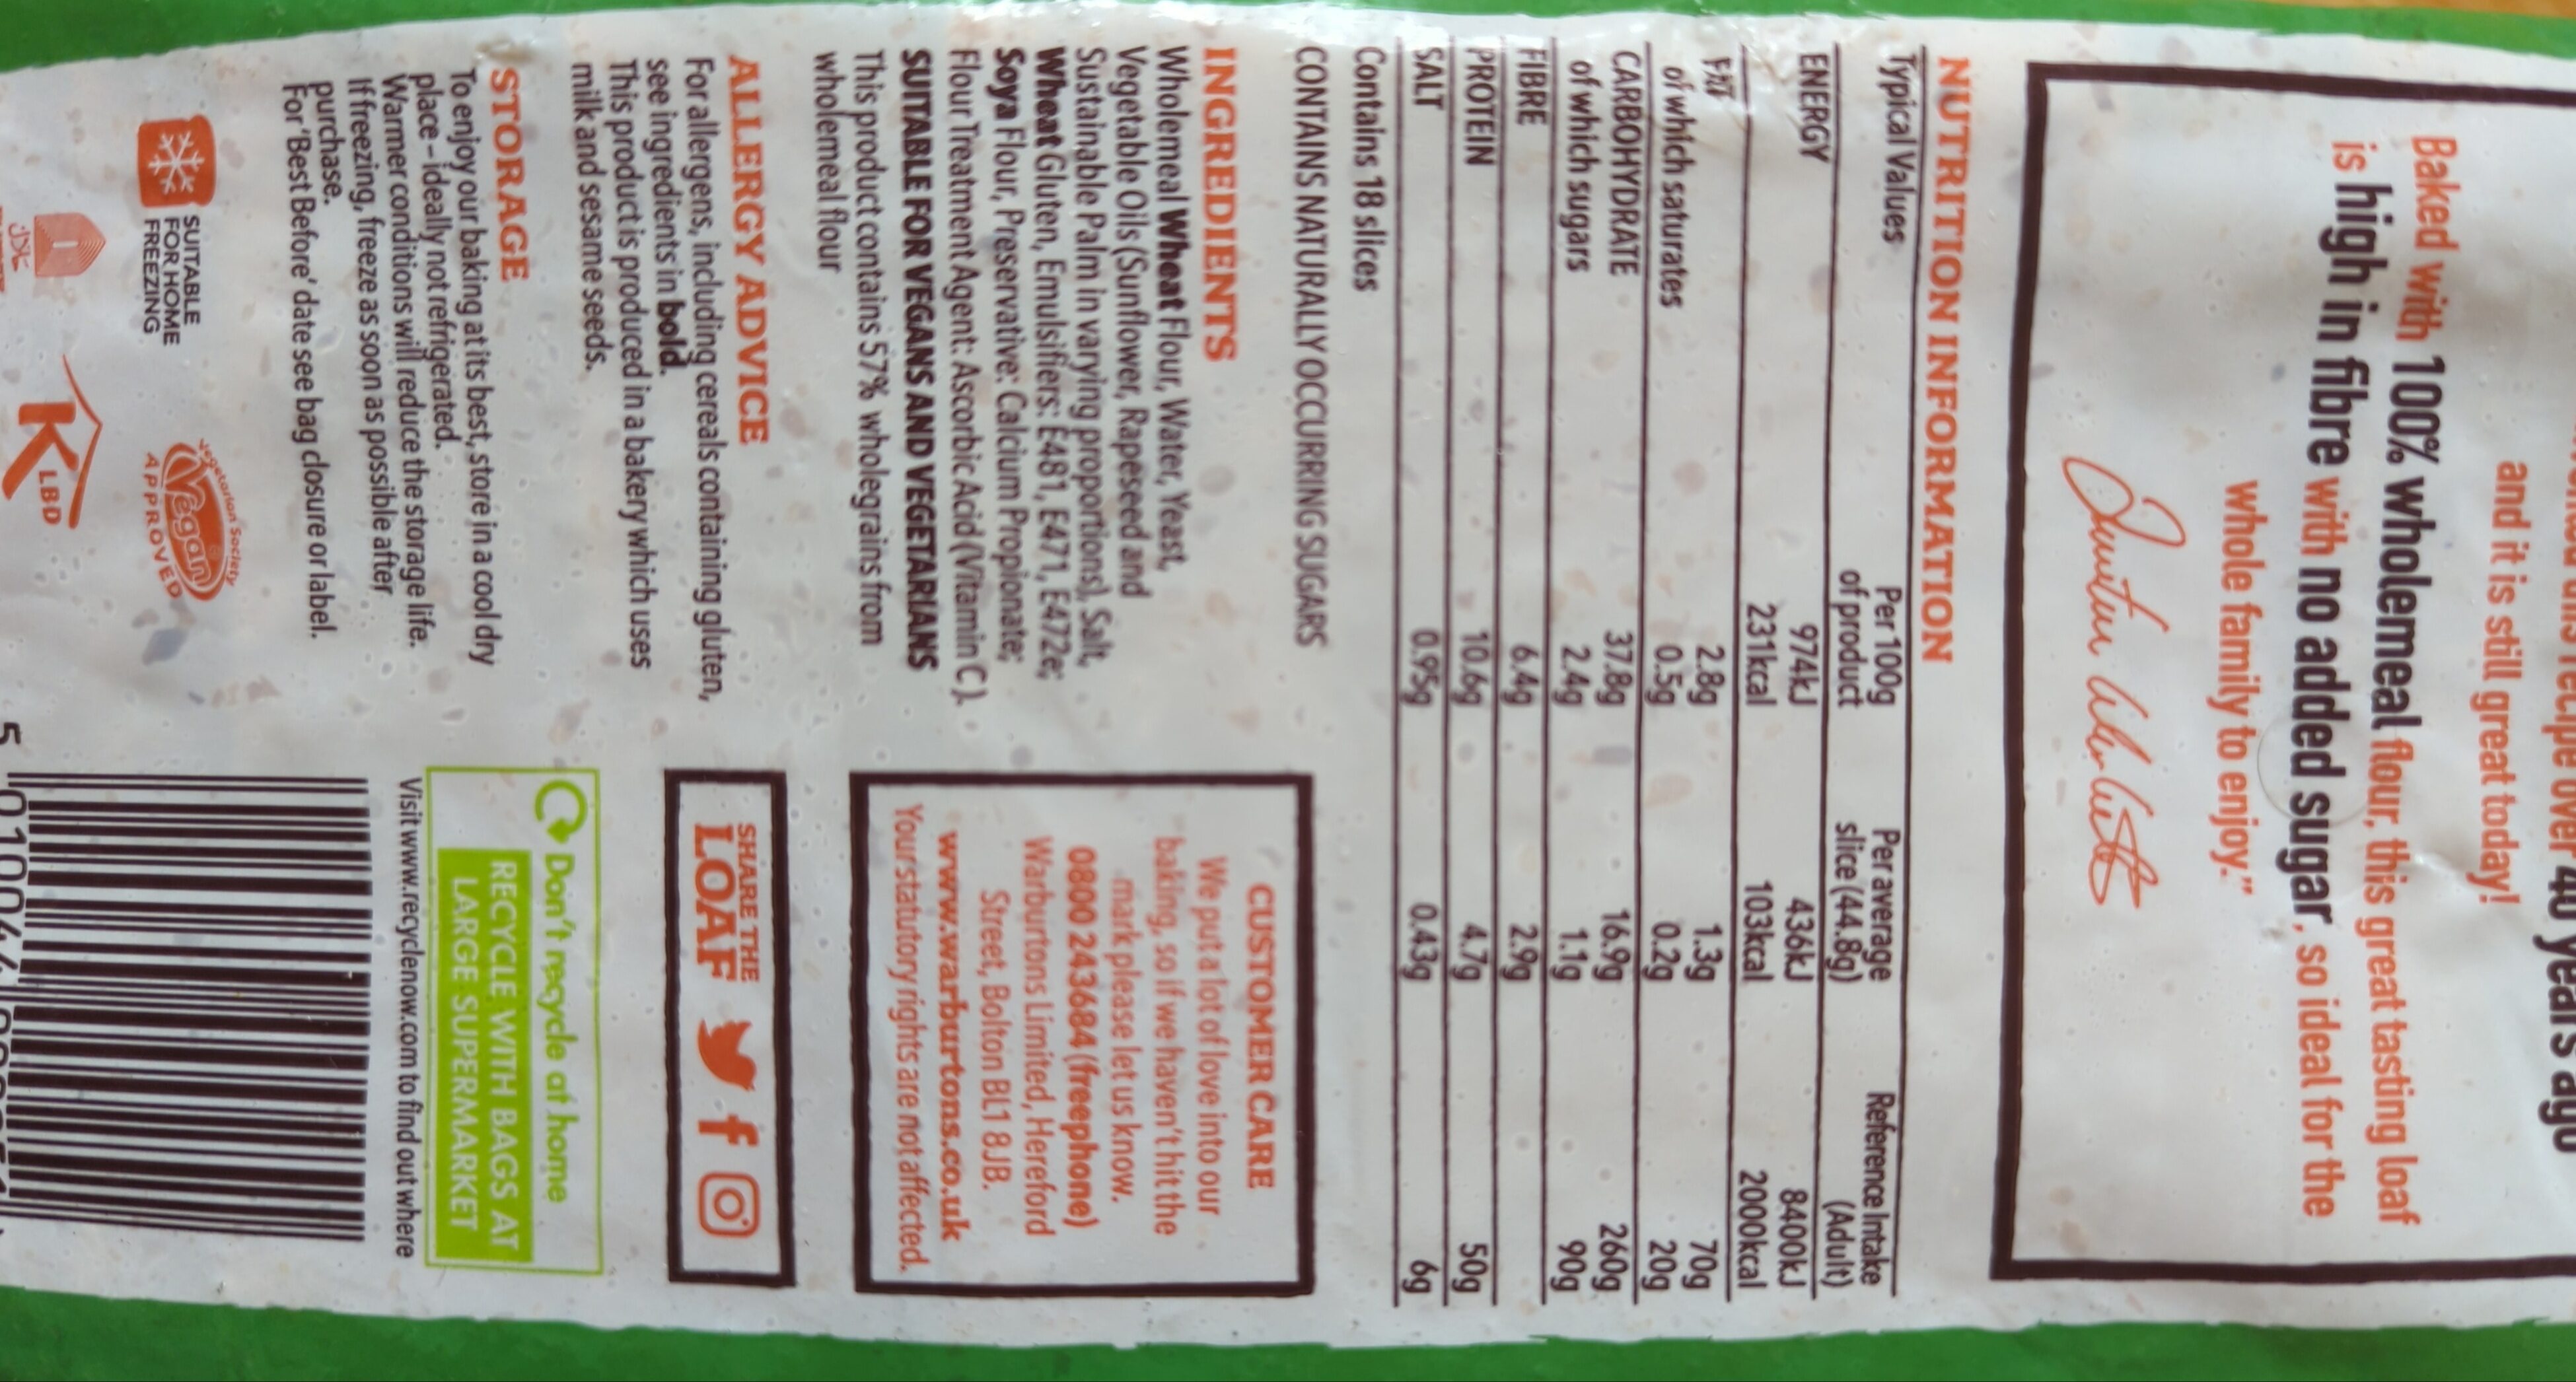 40 years ago
and it is still great today!
Baked with 100% wholemeal flour, this great tasting loaf
is high in fibre with no added sugar, so ideal for the
whole family to enjoy."
NUTRITION INFORMATION
Typical Values Per 100g of product Per average slice (44.8g) Reference Intake (Adult)
ENERGY 974kJ 436kJ 8400kJ
231kcal 103kcal 2000kcal
FAT 2.8g 1.3g 70g
of which saturates 0.5g 0.2g 20g
CARBOHYDRATE 37.8g 16.9g 260g
of which sugars 2.4g 1.1g 90g
FIBRE 6.4g 2.9g
PROTEIN 10.6g 4.7g 50g
SALT 0.95g 0.43g 6g
Contains 18 slices
CONTAINS NATURALLY OCCURRING SUGARS
INGREDIENTS
Wholemeal Wheat Flour, Water, Yeast,
Vegetable Oils (Sunflower, Rapeseed and
Sustainable Palm in varying proportions), Salt,
Wheat Gluten, Emulsifiers: E481, E471, E472e;
Soya Flour, Preservative: Calcium Propionate;
Flour Treatment Agent: Ascorbic Acid (Vitamin C).
SUITABLE FOR VEGANS AND VEGETARIANS
This product contains 57% wholegrains from
wholemeal flour
ALLERGY ADVICE
For allergens, including cereals containing gluten,
see ingredients in bold.
This product is produced in a bakery which uses
milk and sesame seeds.
STORAGE
To enjoy our baking at its best, store in a cool dry
place - ideally not refrigerated.
Warmer conditions will reduce the storage life.
If freezing, freeze as soon as possible after
purchase.
For 'Best Before' date see bag closure or label.
SUITABLE
FOR HOME
FREEZING
Vegetarian Society
Vegan
APPROVED
KLBD
CUSTOMER CARE
We put a lot of love into our
baking, so if we haven't hit the
mark please let us know.
0800 243684 (freephone)
Warburtons Limited, Hereford
Street, Bolton BL1 8JB.
www.warburtons.co.uk
Your statutory rights are not affected.
SHARE THE
LOAF
Don't recycle at home
RECYCLE WITH BAGS AT
LARGE SUPERMARKET
Visit www.recyclenow.com to find out where